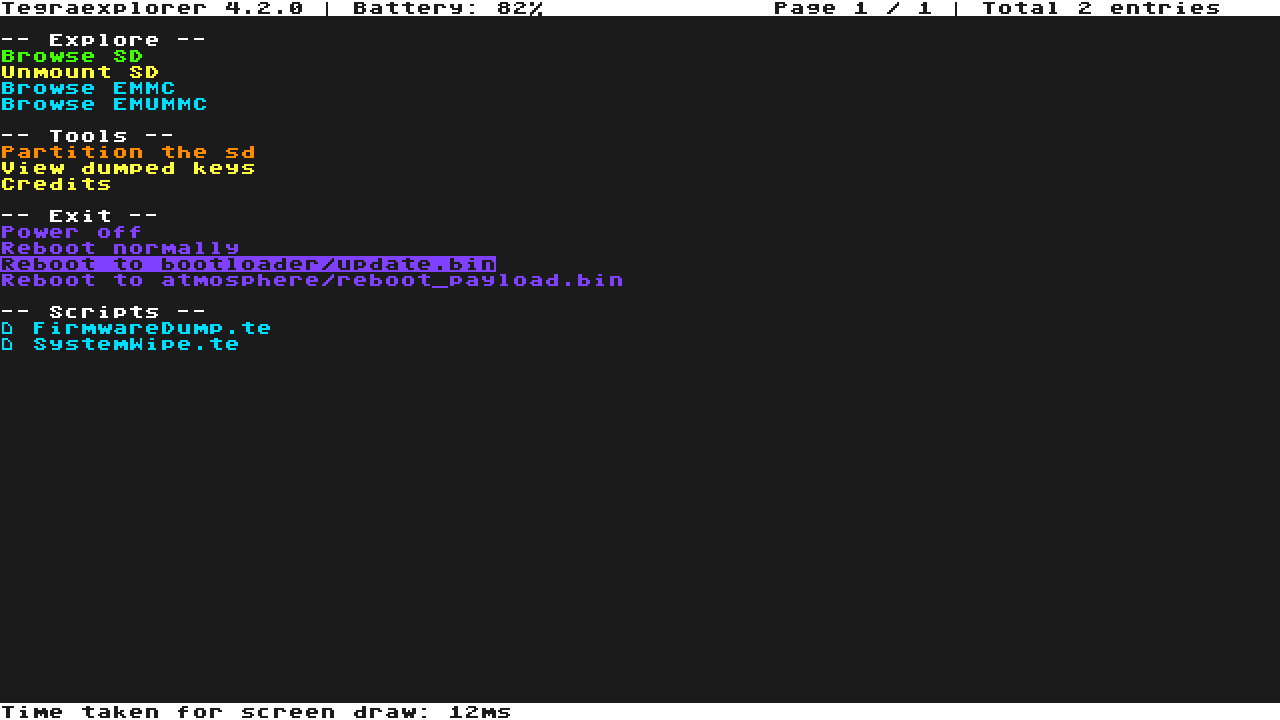 Tegraexplorer 4.2.0 | Battery: 82% Page 1 / 1 | Total 2 entries
-- Explore --
Browse SD
Unmount SD
Browse EMMC
Browse EMUMMC
-- Tools --
Partition the sd
View dumped keys
Credits
-- Exit --
Power off
Reboot normally
Reboot to bootloader/update.bin
Reboot to atmosphere/reboot_payload.bin
-- Scripts --
FirmwareDump.te
SystemWipe.te
Time taken for screen draw: 12ms